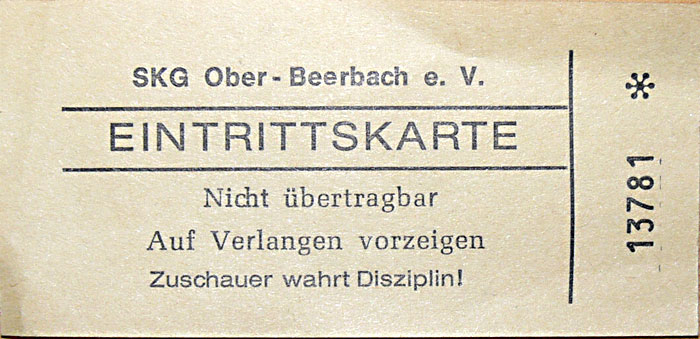 SKG Ober-Beerbach e. V.
EINTRITTSKARTE
Nicht übertragbar
Auf Verlangen vorzeigen
Zuschauer wahrt Disziplin!
13781 *